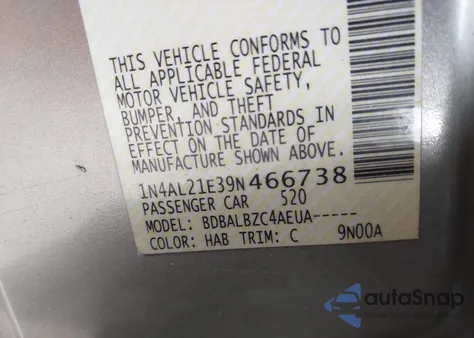 THIS VEHICLE CONFORMS TO
ALL APPLICABLE FEDERAL
MOTOR VEHICLE SAFETY,
BUMPER, AND THEFT
PREVENTION STANDARDS IN
EFFECT ON THE DATE OF
MANUFACTURE SHOWN ABOVE.
1N4AL21E39N466738
PASSENGER CAR 520
MODEL: BDBALBZC4AEUA-----
COLOR: HAB TRIM: C 9N00A
autoSnap